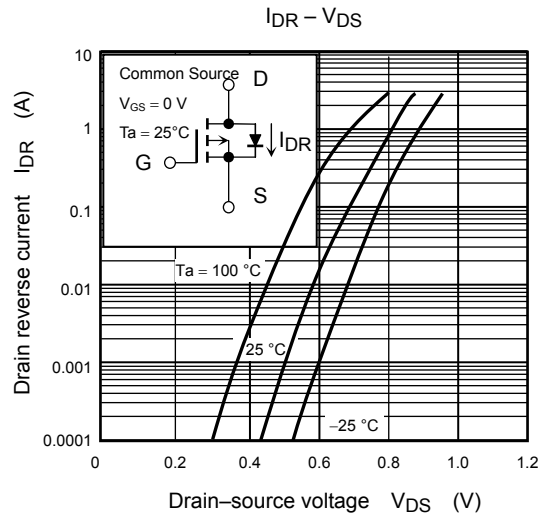 I_DR – V_DS
Drain reverse current I_DR (A)
10
1
0.1
0.01
0.001
0.0001
Common Source
V_GS = 0 V
Ta = 25°C
D
G
I_DR
S
Ta = 100 °C
25 °C
−25 °C
0 0.2 0.4 0.6 0.8 1.0 1.2
Drain–source voltage V_DS (V)